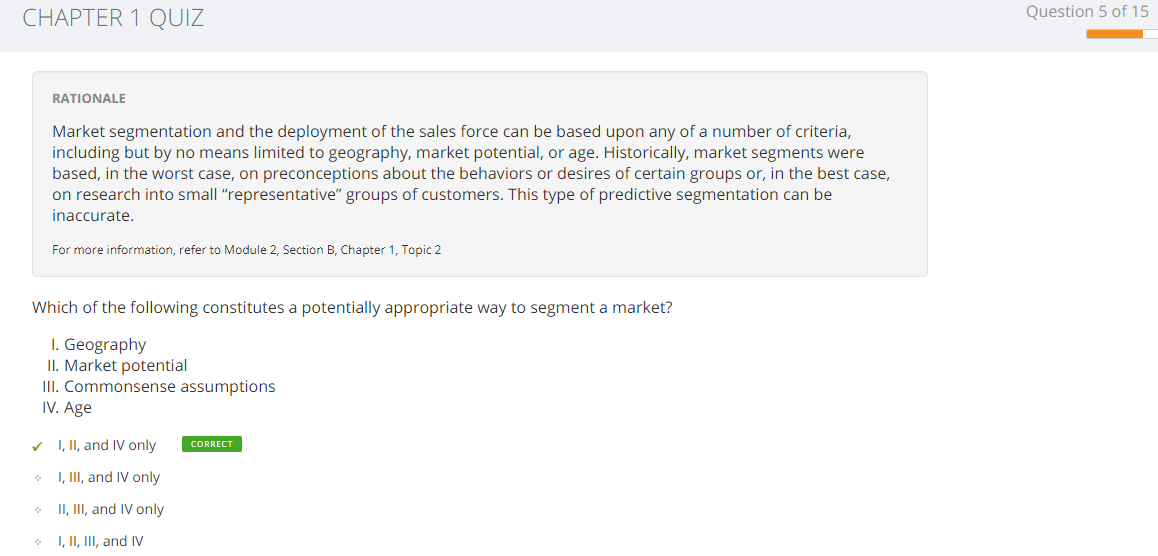 CHAPTER 1 QUIZ
Question 5 of 15
RATIONALE
Market segmentation and the deployment of the sales force can be based upon any of a number of criteria,
including but by no means limited to geography, market potential, or age. Historically, market segments were
based, in the worst case, on preconceptions about the behaviors or desires of certain groups or, in the best case,
on research into small “representative” groups of customers. This type of predictive segmentation can be
inaccurate.
For more information, refer to Module 2, Section B, Chapter 1, Topic 2
Which of the following constitutes a potentially appropriate way to segment a market?
I. Geography
II. Market potential
III. Commonsense assumptions
IV. Age
I, II, and IV only CORRECT
I, III, and IV only
II, III, and IV only
I, II, III, and IV